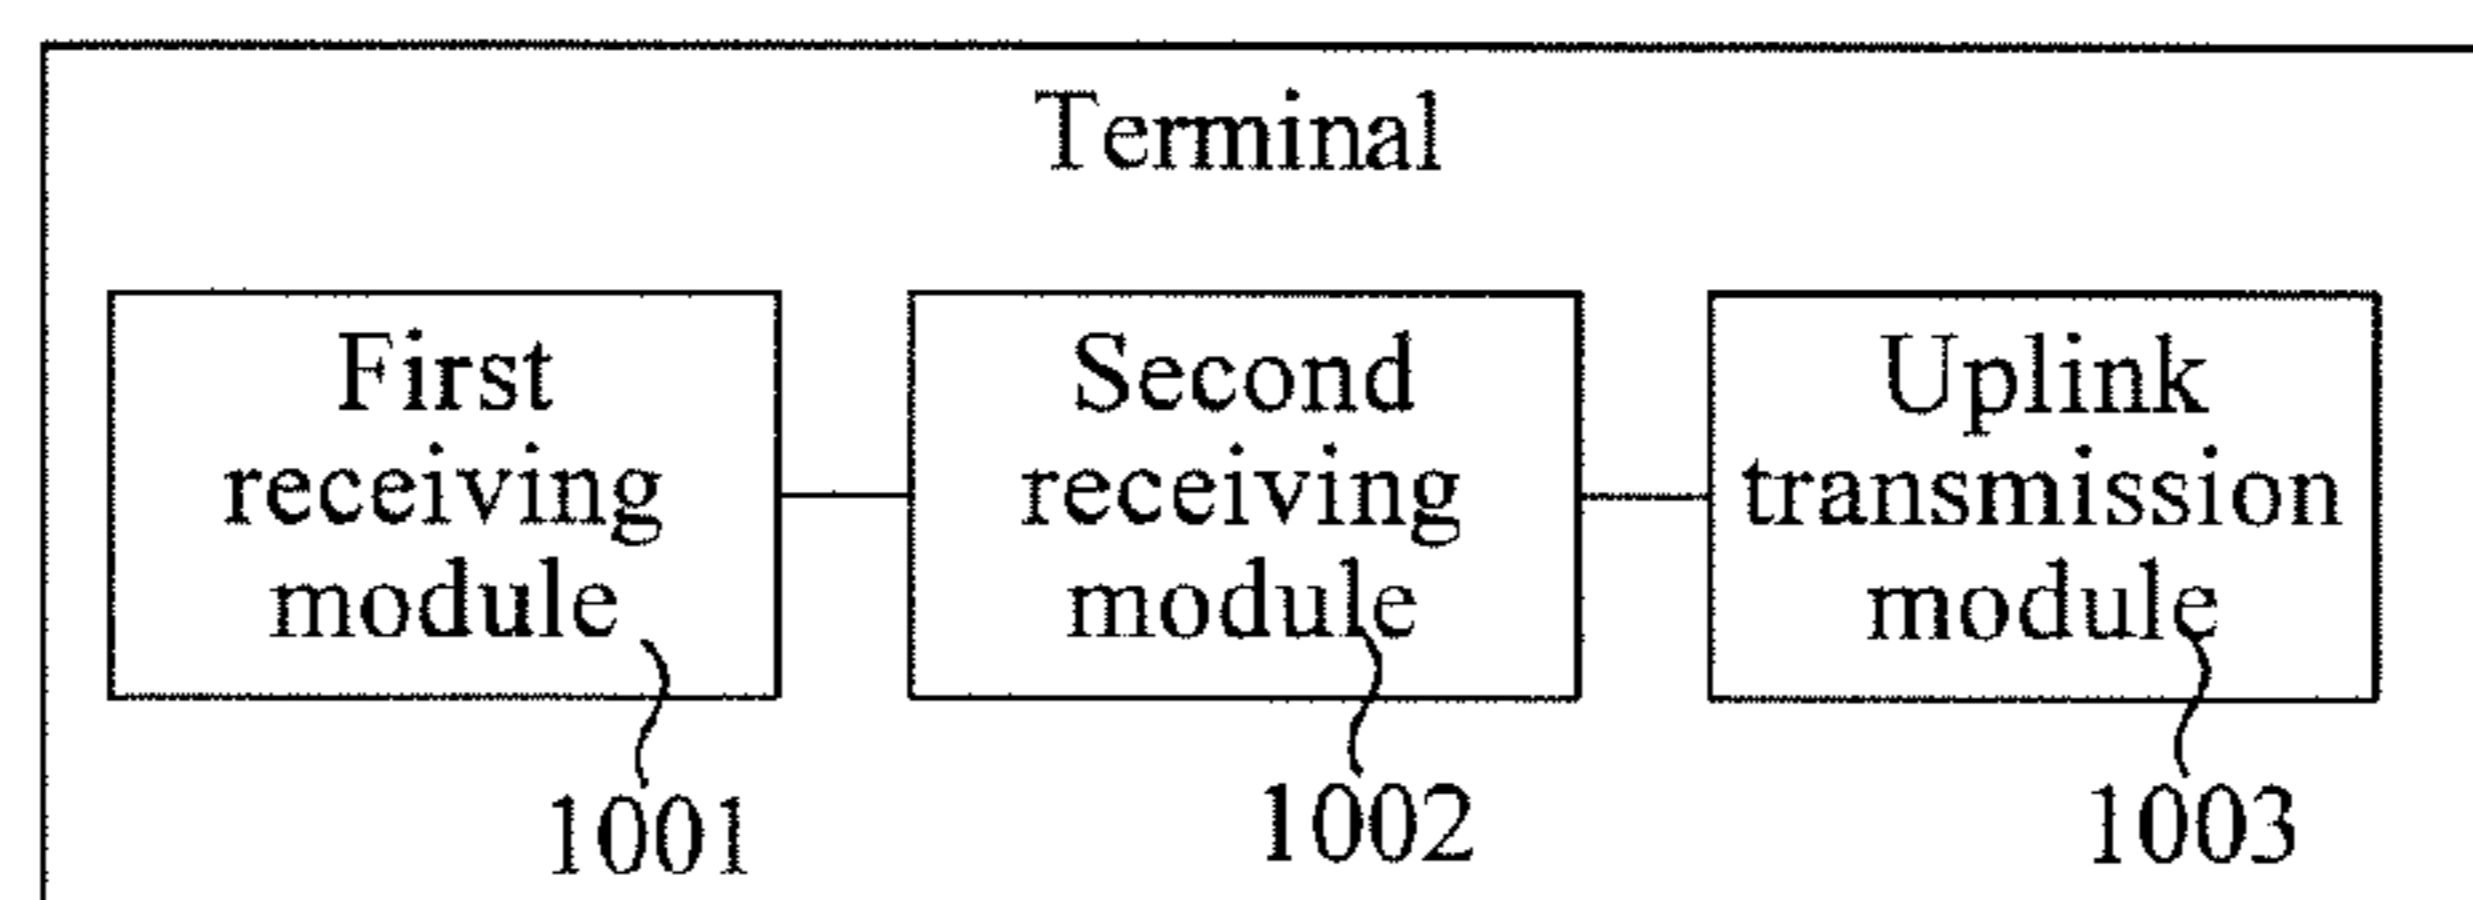 Terminal
First
receiving
module
Second
receiving
module
Uplink
transmission
module
1001
1002
1003